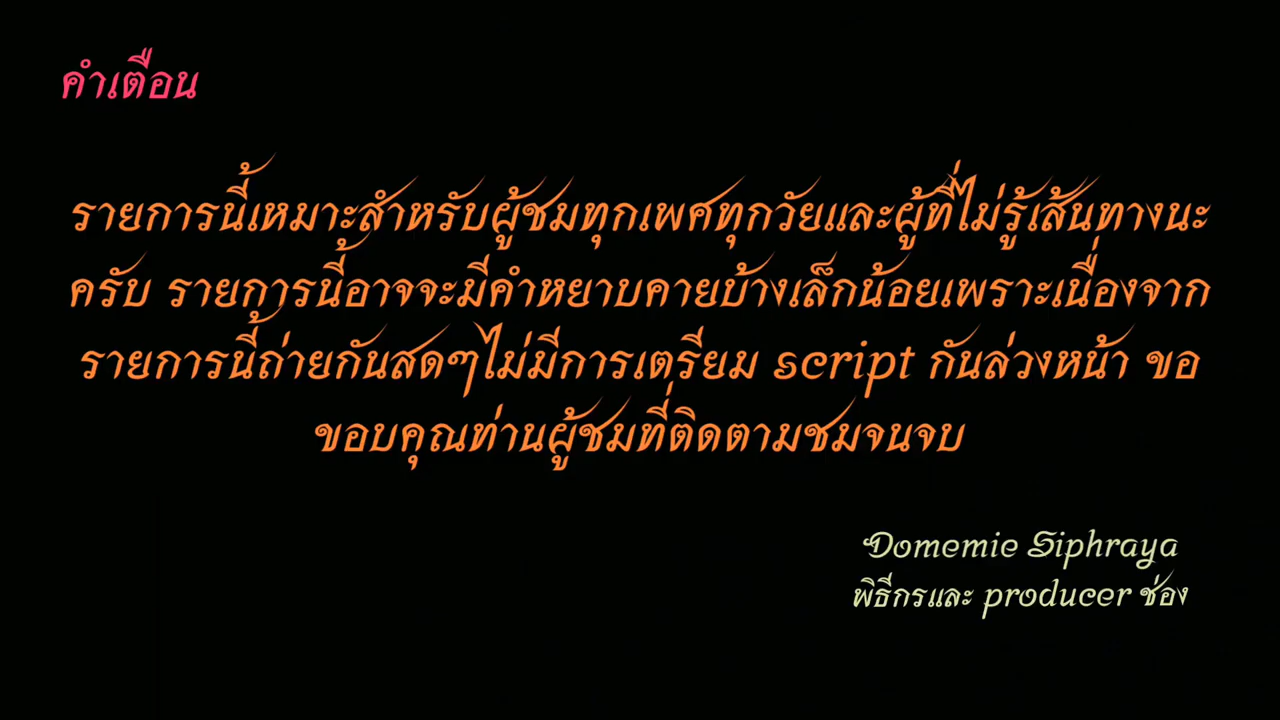 คำเตือน
รายการนี้เหมาะสำหรับผู้ชมทุกเพศทุกวัยและผู้ที่ไม่รู้เส้นทางนะ
ครับ รายการนี้อาจจะมีคำหยาบคายบ้างเล็กน้อยเพราะเนื่องจาก
รายการนี้ถ่ายกันสดๆไม่มีการเตรียม script กันล่วงหน้า ขอ
ขอบคุณท่านผู้ชมที่ติดตามชมจนจบ
Domemie Siphraya
พิธีกรและ producer ช่อง